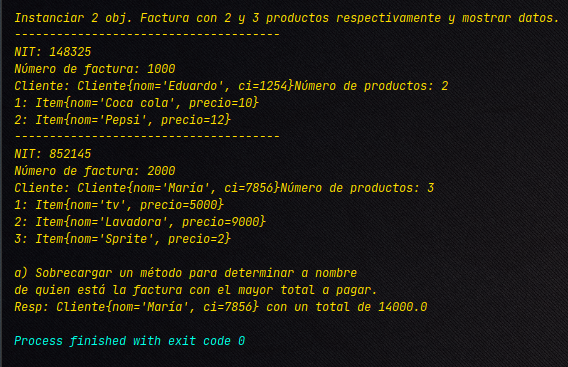 Instanciar 2 obj. Factura con 2 y 3 productos respectivamente y mostrar datos.
--------------------------------------
NIT: 148325
Número de factura: 1000
Cliente: Cliente{nom='Eduardo', ci=1254}Número de productos: 2
1: Item{nom='Coca cola', precio=10}
2: Item{nom='Pepsi', precio=12}
--------------------------------------
NIT: 852145
Número de factura: 2000
Cliente: Cliente{nom='María', ci=7856}Número de productos: 3
1: Item{nom='tv', precio=5000}
2: Item{nom='Lavadora', precio=9000}
3: Item{nom='Sprite', precio=2}
a) Sobrecargar un método para determinar a nombre
de quien está la factura con el mayor total a pagar.
Resp: Cliente{nom='María', ci=7856} con un total de 14000.0
Process finished with exit code 0